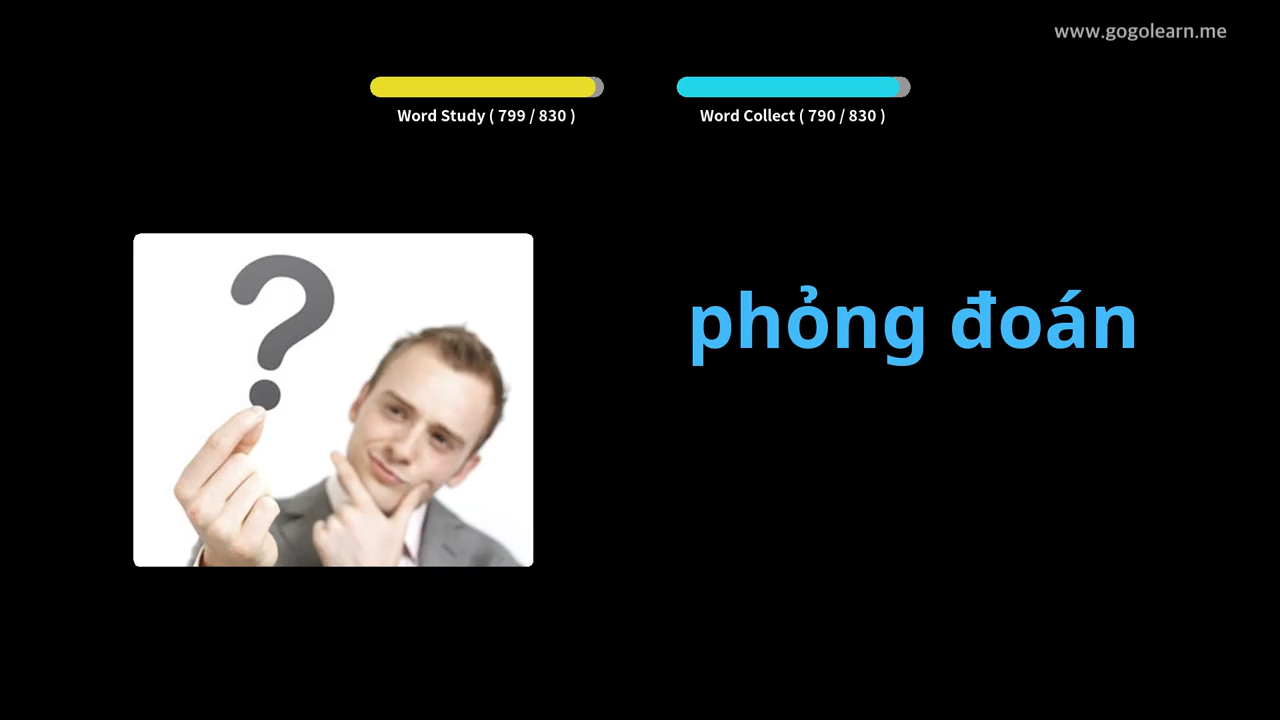 www.gogolearn.me
Word Study ( 799 / 830 )
Word Collect ( 790 / 830 )
?
phỏng đoán